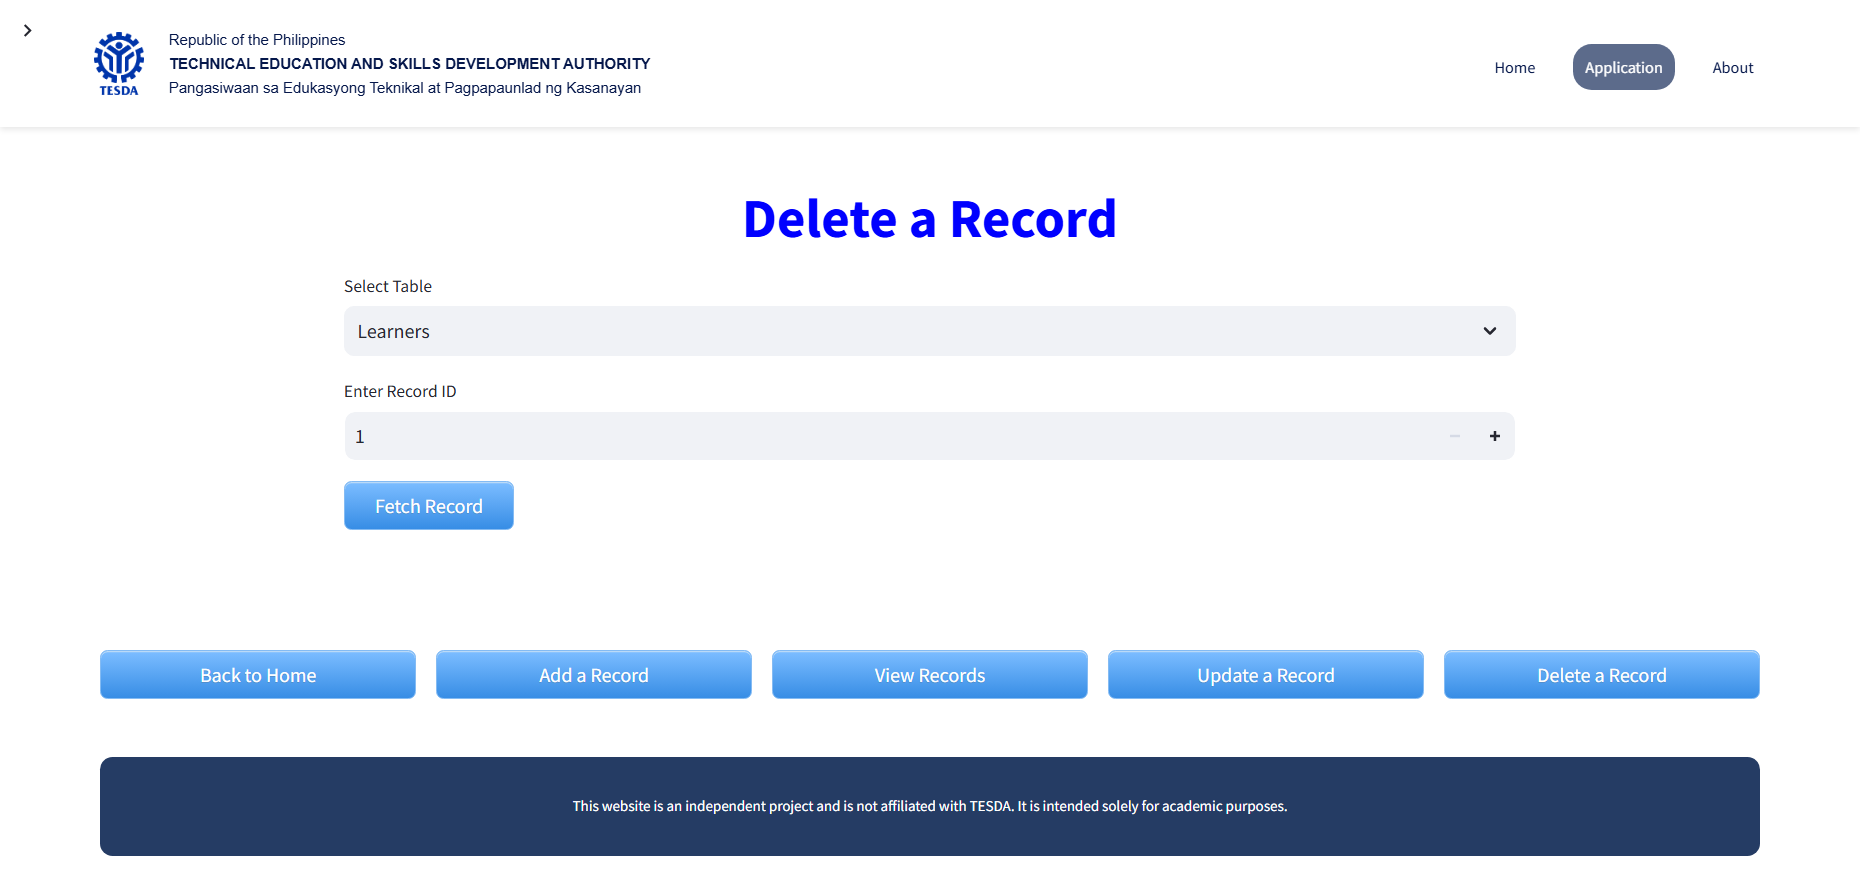 Republic of the Philippines
TECHNICAL EDUCATION AND SKILLS DEVELOPMENT AUTHORITY
Pangasiwaan sa Edukasyong Teknikal at Pagpapaunlad ng Kasanayan
TESDA
Home
Application
About
Delete a Record
Select Table
Learners
Enter Record ID
1
Fetch Record
Back to Home
Add a Record
View Records
Update a Record
Delete a Record
This website is an independent project and is not affiliated with TESDA. It is intended solely for academic purposes.